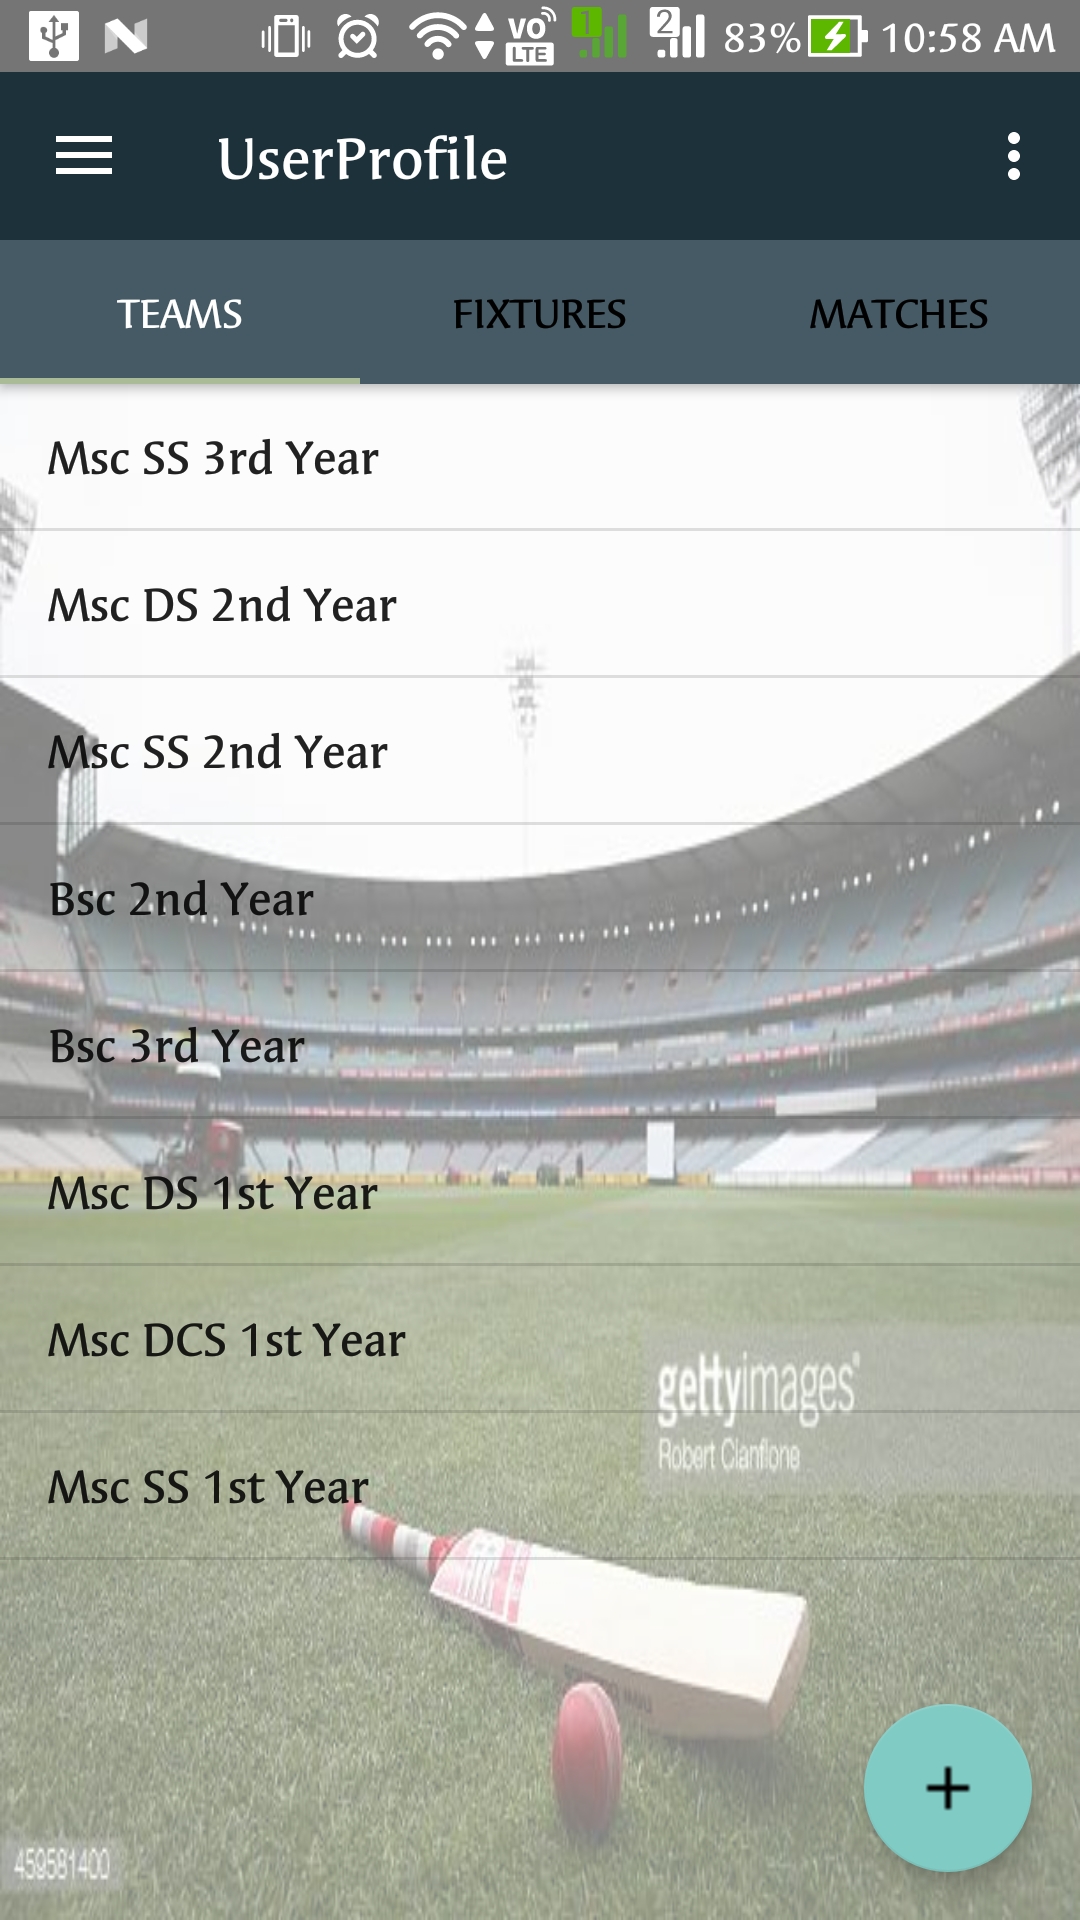 VO
LTE
1
2
83%
10:58 AM
UserProfile
TEAMS
FIXTURES
MATCHES
Msc SS 3rd Year
Msc DS 2nd Year
Msc SS 2nd Year
Bsc 2nd Year
Bsc 3rd Year
Msc DS 1st Year
Msc DCS 1st Year
gettyimages®
Robert Cianflone
Msc SS 1st Year
+
459581400